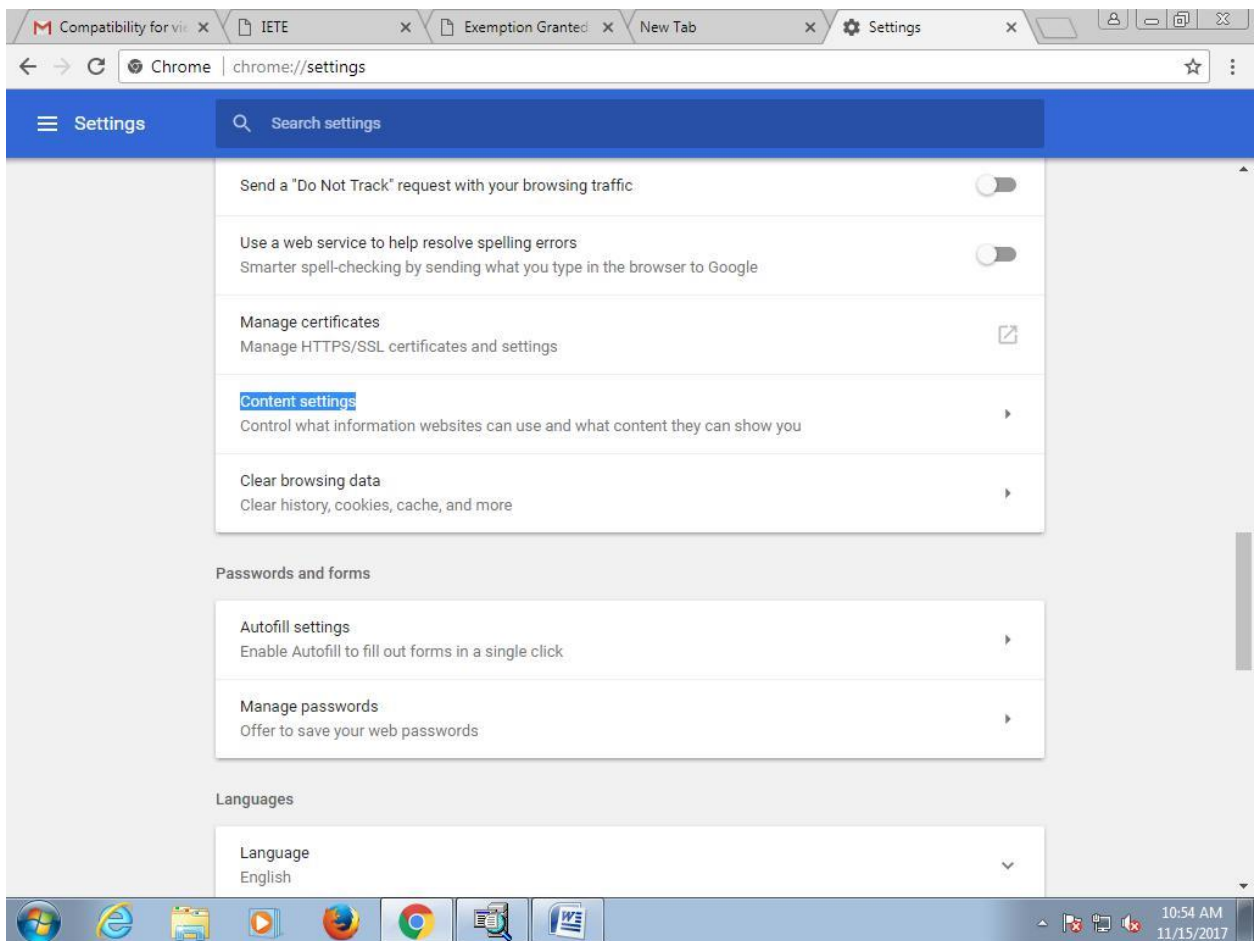 Compatibility for vie
IETE
Exemption Granted
New Tab
Settings
Chrome
chrome://settings
Settings
Search settings
Send a "Do Not Track" request with your browsing traffic
Use a web service to help resolve spelling errors
Smarter spell-checking by sending what you type in the browser to Google
Manage certificates
Manage HTTPS/SSL certificates and settings
Content settings
Control what information websites can use and what content they can show you
Clear browsing data
Clear history, cookies, cache, and more
Passwords and forms
Autofill settings
Enable Autofill to fill out forms in a single click
Manage passwords
Offer to save your web passwords
Languages
Language
English
10:54 AM
11/15/2017